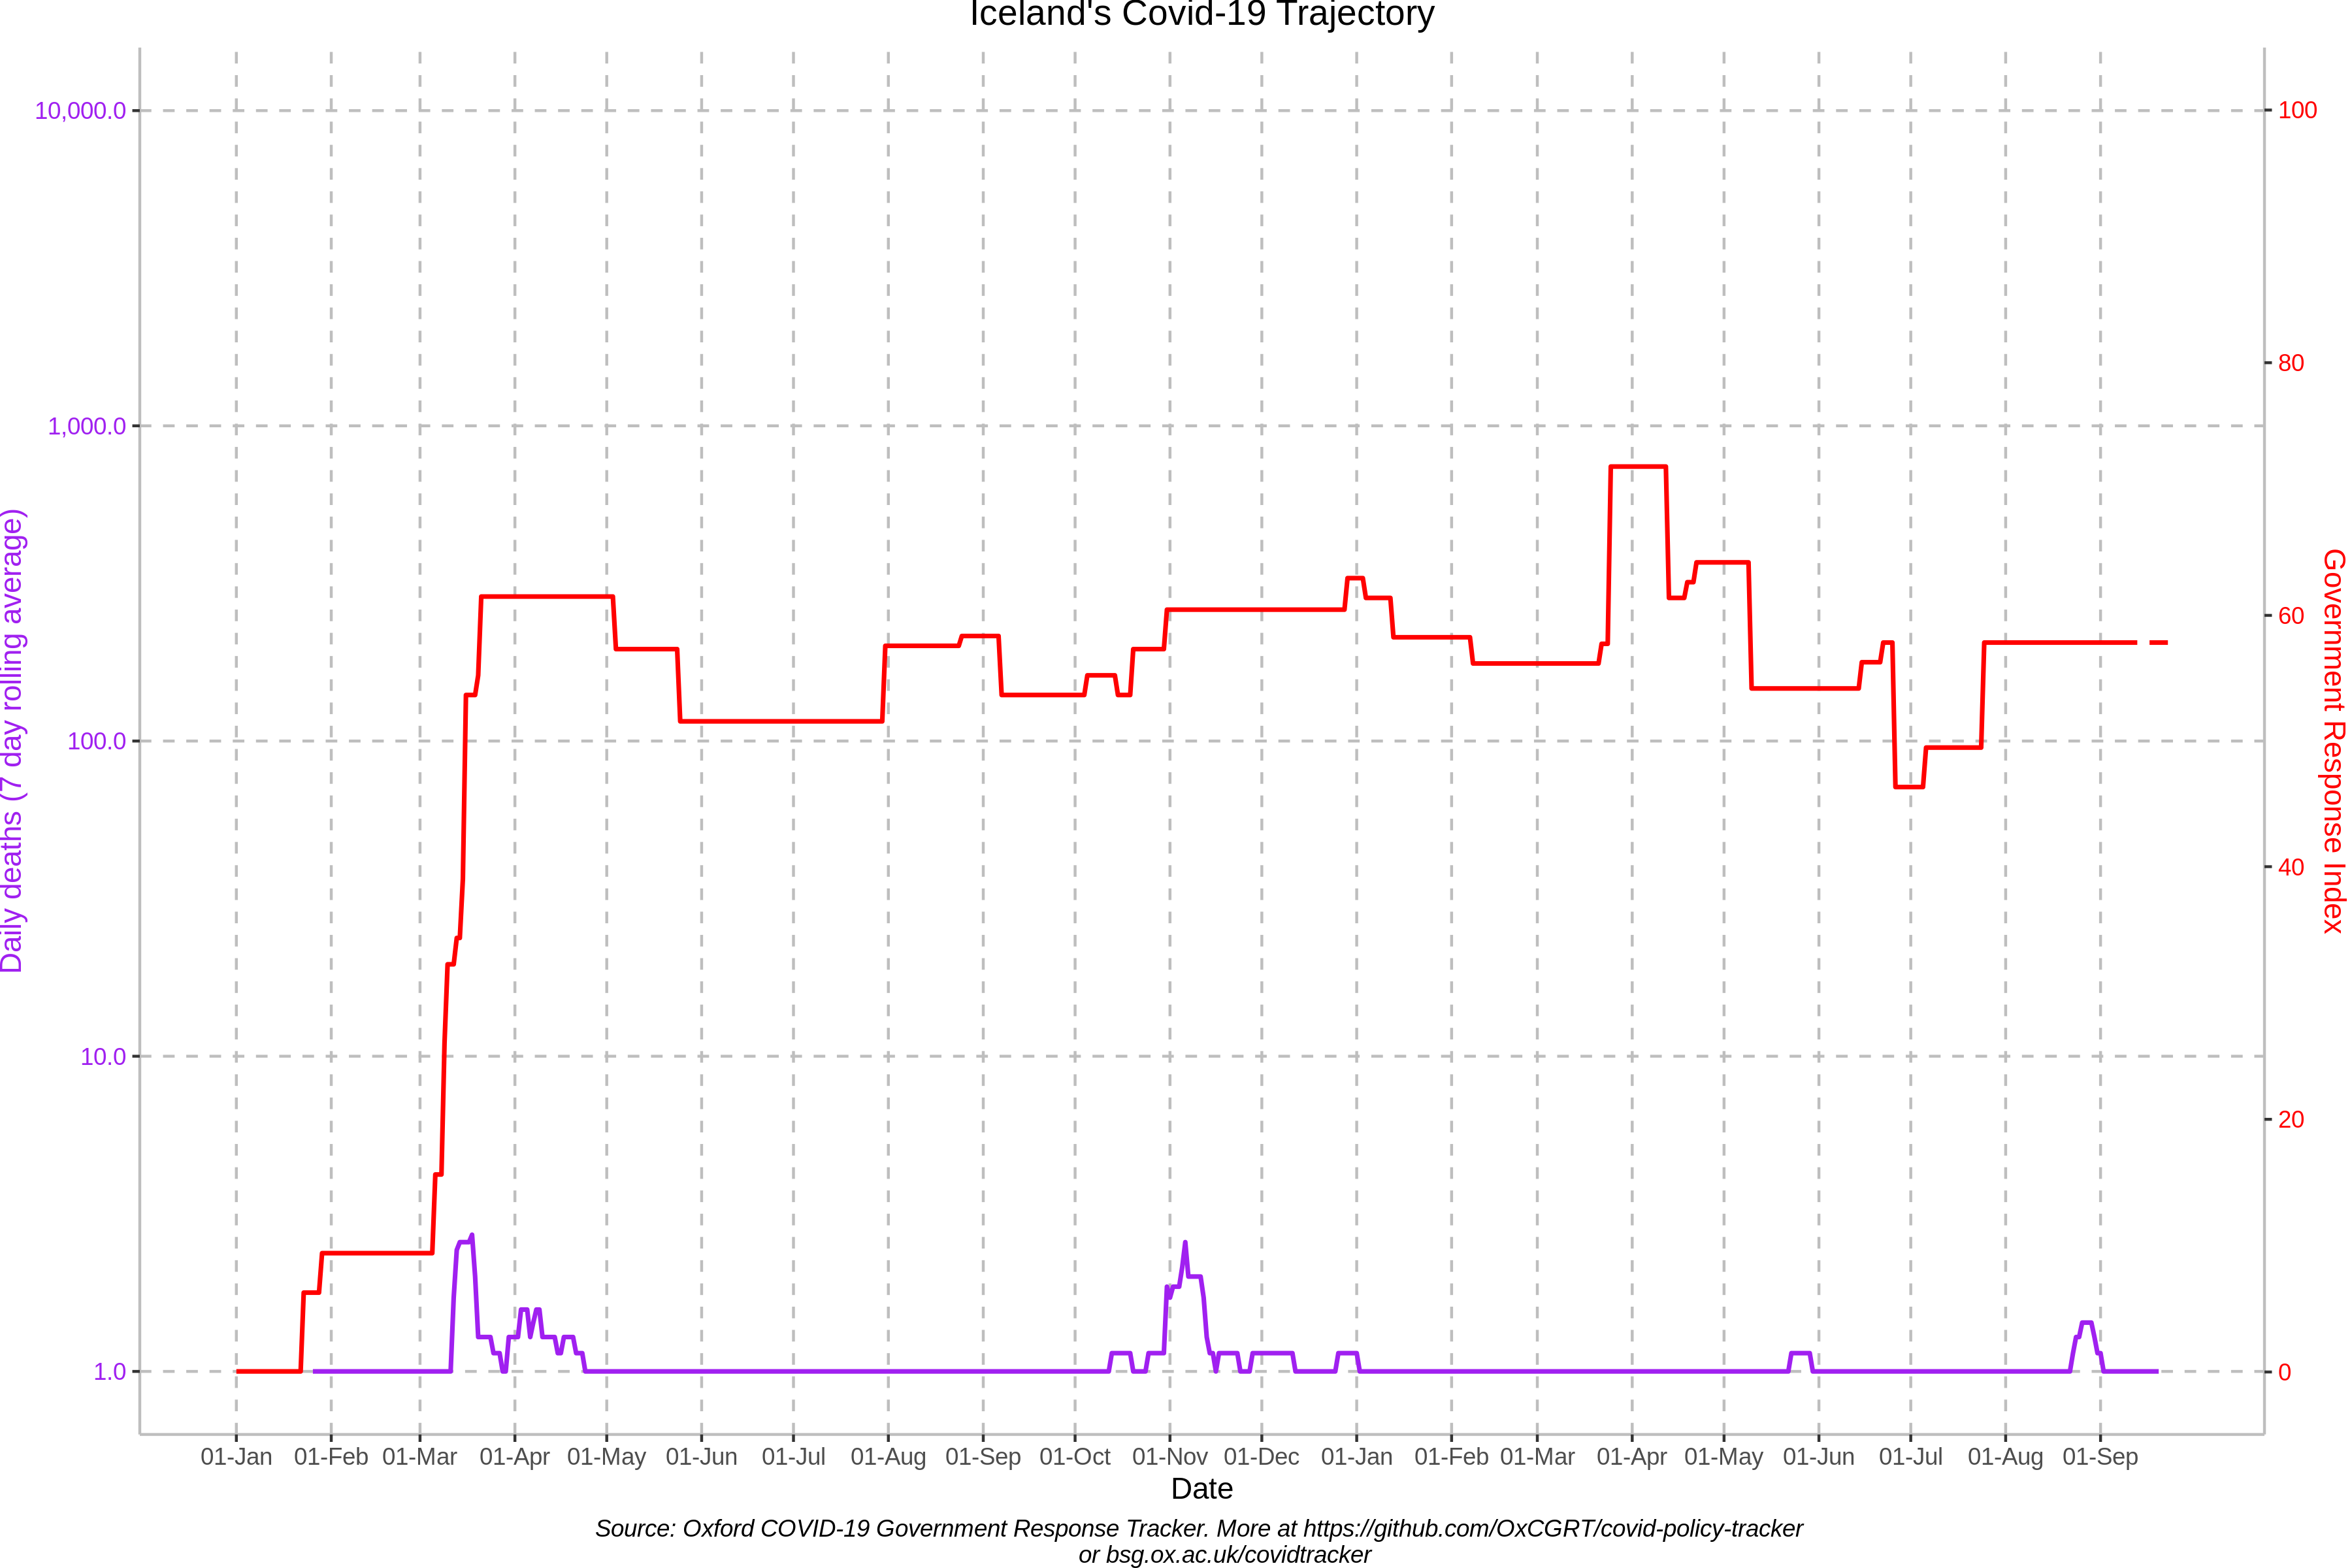 Iceland's Covid-19 Trajectory
10,000.0
1,000.0
100.0
10.0
1.0
Daily deaths (7 day rolling average)
100
80
60
40
20
0
Government Response Index
01-Jan 01-Feb 01-Mar 01-Apr 01-May 01-Jun 01-Jul 01-Aug 01-Sep 01-Oct 01-Nov 01-Dec 01-Jan 01-Feb 01-Mar 01-Apr 01-May 01-Jun 01-Jul 01-Aug 01-Sep
Date
Source: Oxford COVID-19 Government Response Tracker. More at https://github.com/OxCGRT/covid-policy-tracker
or bsg.ox.ac.uk/covidtracker